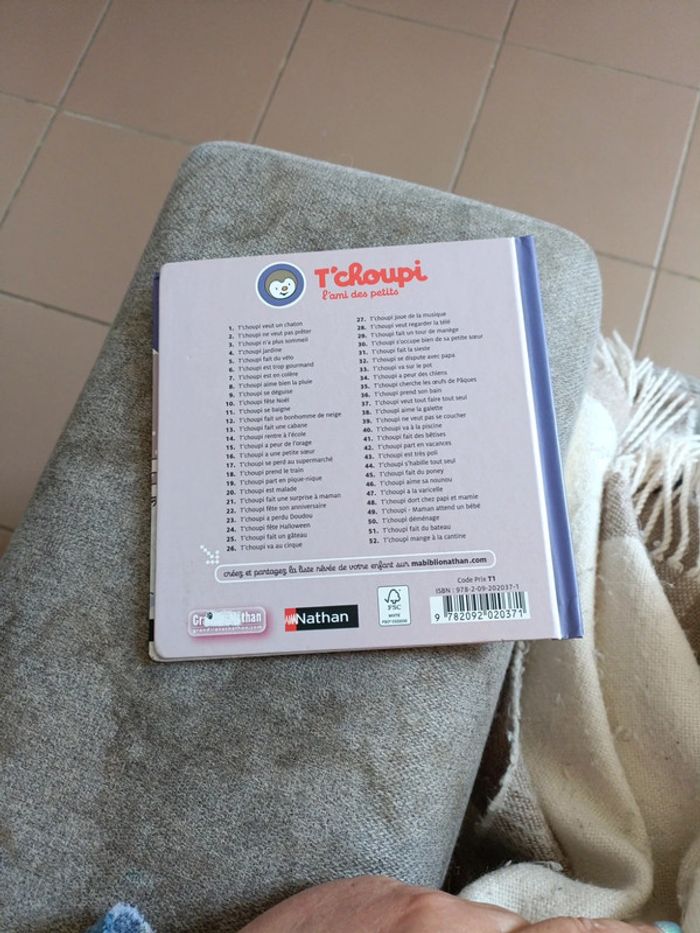 T'choupi
l'ami des petits
1. T'choupi veut un chaton
2. T'choupi ne veut pas prêter
3. T'choupi n'a plus sommeil
4. T'choupi jardine
5. T'choupi fait du vélo
6. T'choupi est trop gourmand
7. T'choupi est en colère
8. T'choupi aime bien la pluie
9. T'choupi se déguise
10. T'choupi fête Noël
11. T'choupi se baigne
12. T'choupi fait un bonhomme de neige
13. T'choupi fait une cabane
14. T'choupi rentre à l'école
15. T'choupi a peur de l'orage
16. T'choupi a une petite sœur
17. T'choupi se perd au supermarché
18. T'choupi prend le train
19. T'choupi part en pique-nique
20. T'choupi est malade
21. T'choupi fait une surprise à maman
22. T'choupi fête son anniversaire
23. T'choupi a perdu Doudou
24. T'choupi fête Halloween
25. T'choupi fait un gâteau
26. T'choupi va au cirque
27. T'choupi joue de la musique
28. T'choupi veut regarder la télé
29. T'choupi fait un tour de manège
30. T'choupi s'occupe bien de sa petite sœur
31. T'choupi fait la sieste
32. T'choupi se dispute avec papa
33. T'choupi va sur le pot
34. T'choupi a peur des chiens
35. T'choupi cherche les œufs de Pâques
36. T'choupi prend son bain
37. T'choupi veut tout faire tout seul
38. T'choupi aime la galette
39. T'choupi ne veut pas se coucher
40. T'choupi va à la piscine
41. T'choupi fait des bêtises
42. T'choupi part en vacances
43. T'choupi est très poli
44. T'choupi s'habille tout seul
45. T'choupi fait du poney
46. T'choupi aime sa nounou
47. T'choupi a la varicelle
48. T'choupi dort chez papi et mamie
49. T'choupi - Maman attend un bébé
50. T'choupi déménage
51. T'choupi fait du bateau
52. T'choupi mange à la cantine
créez et partagez la liste rêvée de votre enfant sur mabiblionathan.com
Code Prix T1
ISBN : 978-2-09-202037-1
Nathan
FSC
MIXTE
9 782092 020371